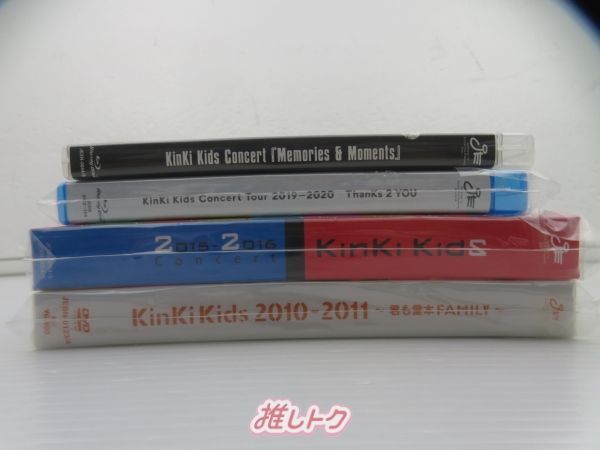 KinKi Kids Concert 『Memories & Moments』
KinKi Kids Concert Tour 2019-2020 ThanKs 2 YOU
2015-2016 Concert KinKi Kids
DVD KinKi Kids 2010-2011 ~ 君も堂本FAMILY ~
推しトク